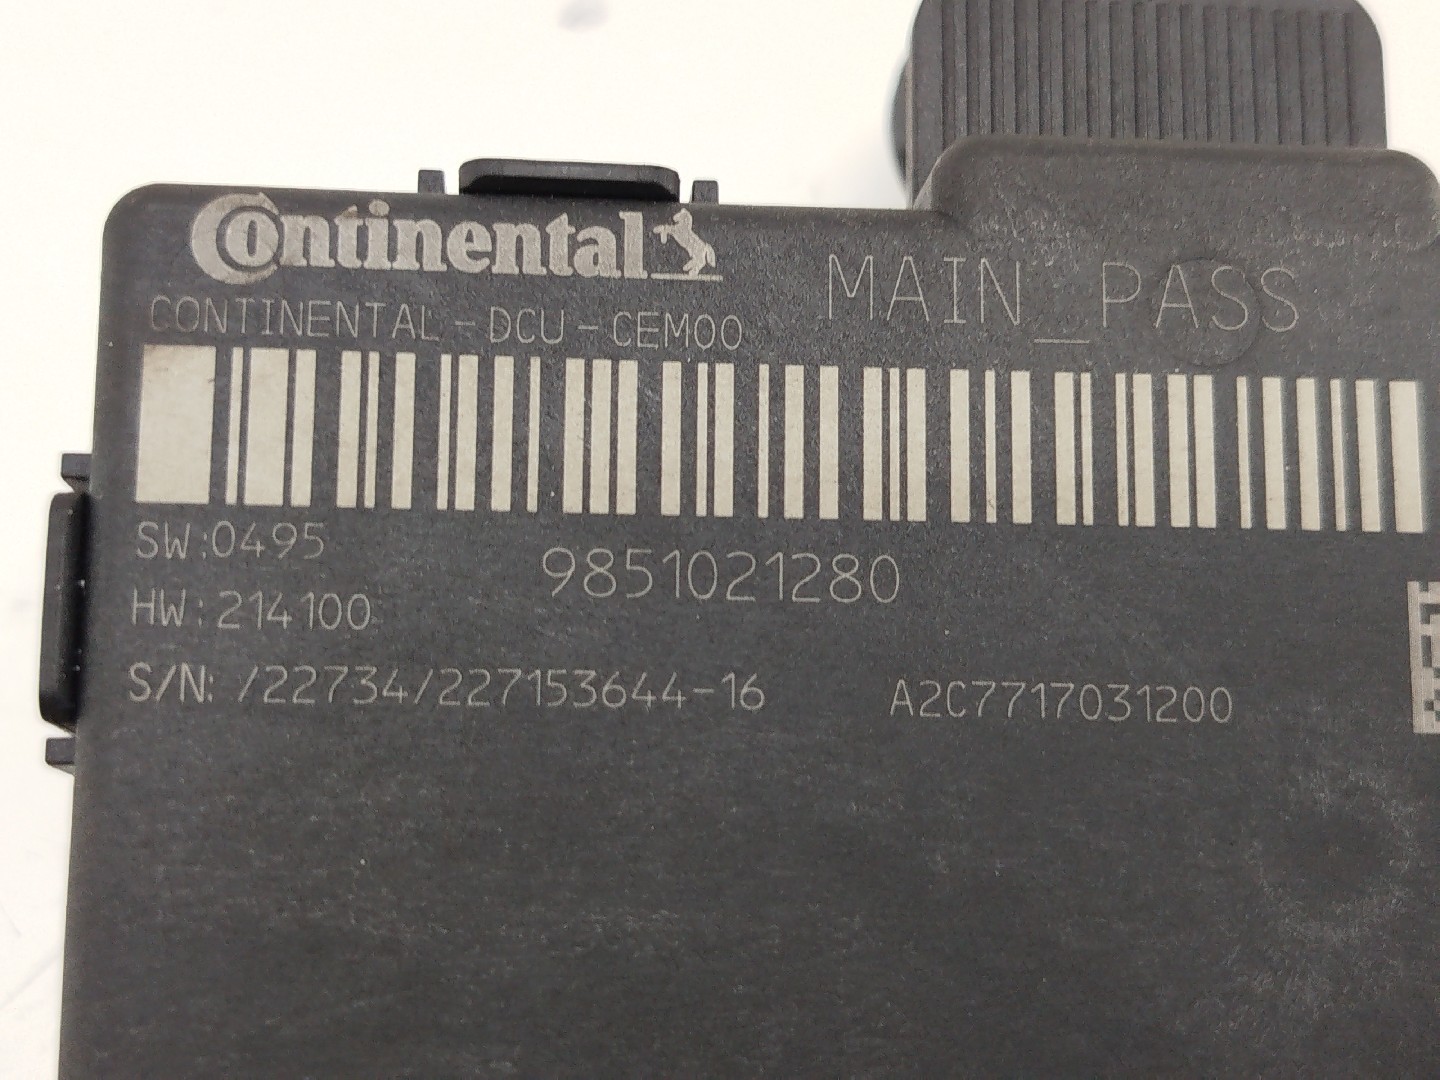 Continental
MAIN_PASS
CONTINENTAL-DCU-CEM00
SW:0495
9851021280
HW:214100
S/N: /22734/227153644-16
A2C7717031200